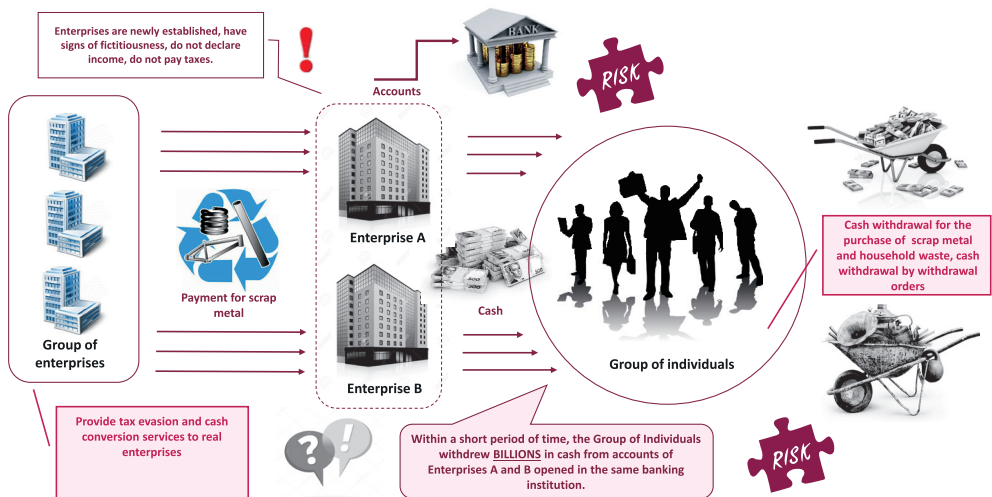 Enterprises are newly established, have
signs of fictitiousness, do not declare
income, do not pay taxes.
Accounts
BANK
RISK
Group of
enterprises
Payment for scrap
metal
Enterprise A
Enterprise B
Cash
Group of individuals
Cash withdrawal for the
purchase of scrap metal
and household waste, cash
withdrawal by withdrawal
orders
Provide tax evasion and cash
conversion services to real
enterprises
Within a short period of time, the Group of Individuals
withdrew BILLIONS in cash from accounts of
Enterprises A and B opened in the same banking
institution.
RISK